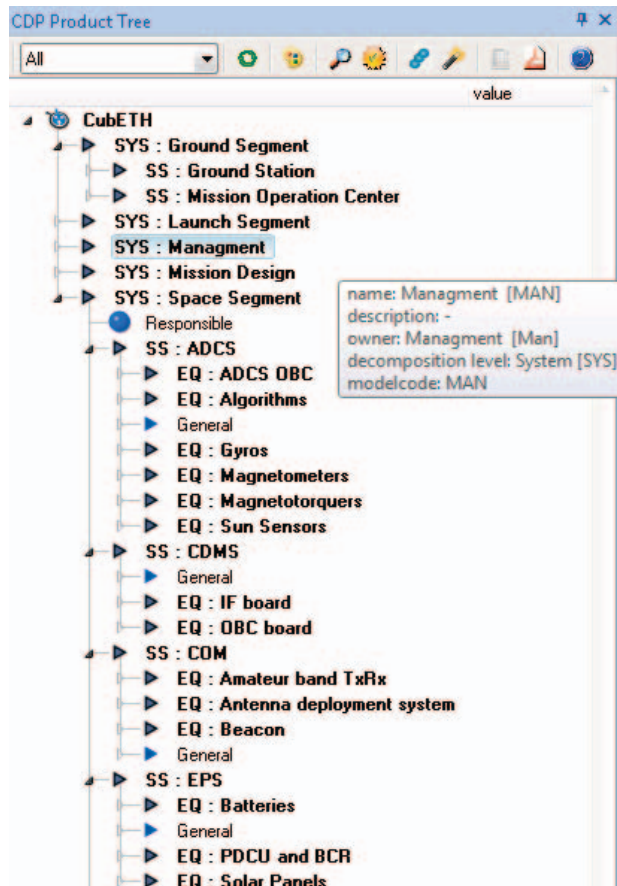 CDP Product Tree
All
value
CubETH
SYS : Ground Segment
SS : Ground Station
SS : Mission Operation Center
SYS : Launch Segment
SYS : Managment
SYS : Mission Design
SYS : Space Segment
name: Managment [MAN]
description: -
owner: Managment [Man]
decomposition level: System [SYS]
modelcode: MAN
Responsible
SS : ADCS
EQ : ADCS OBC
EQ : Algorithms
General
EQ : Gyros
EQ : Magnetometers
EQ : Magnetotorquers
EQ : Sun Sensors
SS : CDMS
General
EQ : IF board
EQ : OBC board
SS : COM
EQ : Amateur band TxRx
EQ : Antenna deployment system
EQ : Beacon
General
SS : EPS
EQ : Batteries
General
EQ : PDCU and BCR
EQ : Solar Panels